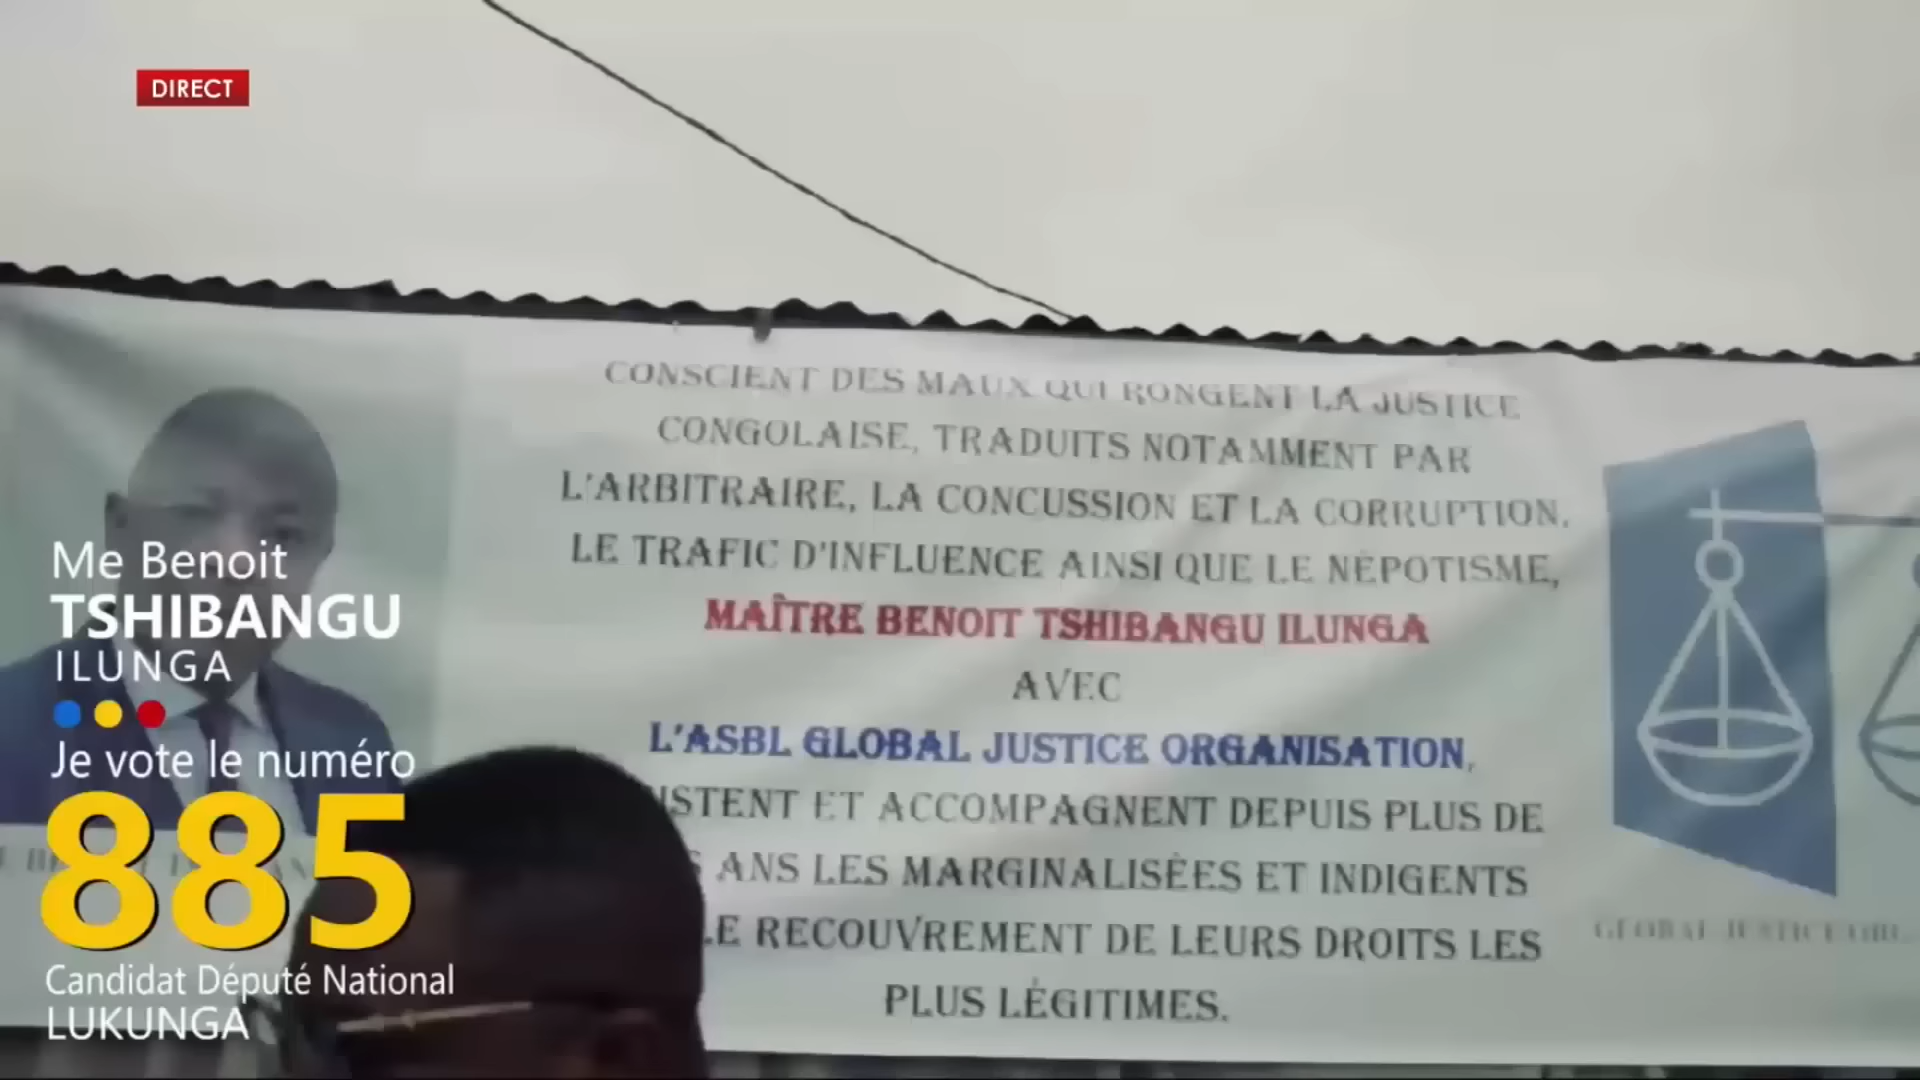 DIRECT
CONSCIENT DES MAUX QUI RONGENT LA JUSTICE
CONGOLAISE, TRADUITS NOTAMMENT PAR
L'ARBITRAIRE, LA CONCUSSION ET LA CORRUPTION,
LE TRAFIC D'INFLUENCE AINSI QUE LE NÉPOTISME,
MAÎTRE BENOIT TSHIBANGU ILUNGA
AVEC
L'ASBL GLOBAL JUSTICE ORGANISATION,
ET ACCOMPAGNENT DEPUIS PLUS DE
ANS LES MARGINALISÉES ET INDIGENTS
LE RECOUVREMENT DE LEURS DROITS LES
PLUS LÉGITIMES.
GLOBAL JUSTICE
Me Benoit
TSHIBANGU
ILUNGA
Je vote le numéro
885
Candidat Député National
LUKUNGA